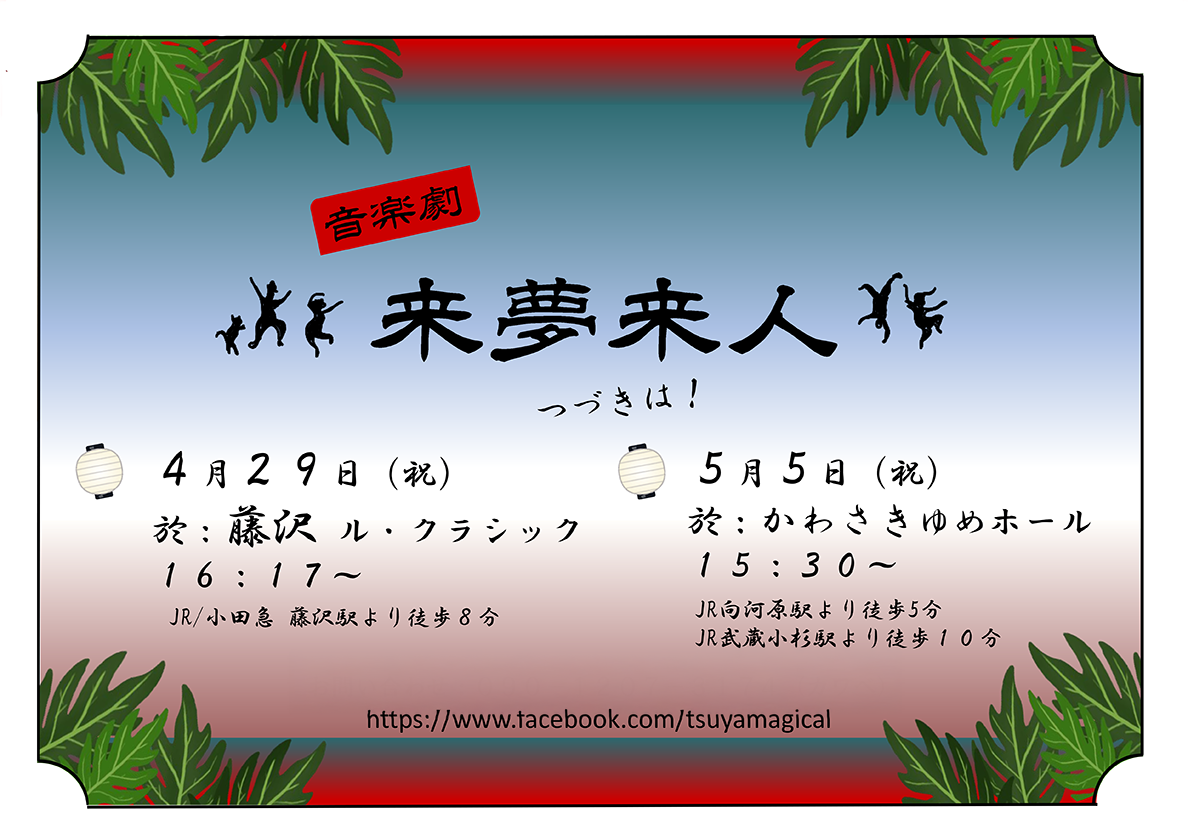 音楽劇
来夢来人
つづきは!
4月29日(祝)
於:藤沢 ル・クラシック
16:17~
JR/小田急 藤沢駅より徒歩8分
5月5日(祝)
於:かわさきゆめホール
15:30~
JR向河原駅より徒歩5分
JR武蔵小杉駅より徒歩10分
https://www.facebook.com/tsuyamagical